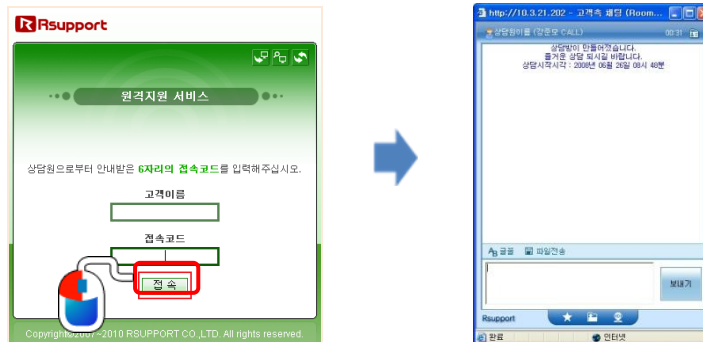 Rsupport
원격지원 서비스
상담원으로부터 안내받은 6자리의 접속코드를 입력해주십시오.
고객이름
접속코드
접 속
Copyright©2007~2010 RSUPPORT CO.,LTD. All rights reserved.
http://10.3.21.202 - 고객속 채팅 (Room...
상담원이름 (강준모 CALL) 00:31
상담방이 만들어졌습니다.
즐거운 상담 되시길 바랍니다.
상담시작시각 : 2008년 06월 26일 08시 48분
글꼴 파일전송
보내기
Rsupport
완료 인터넷